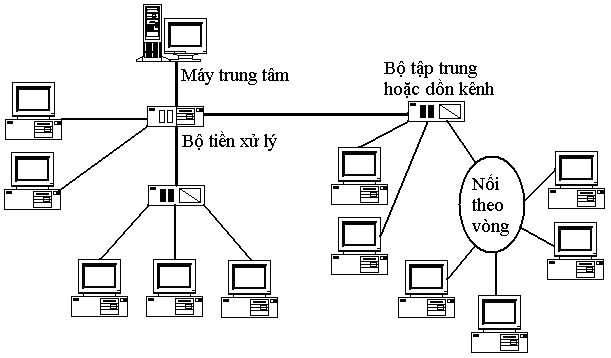 Máy trung tâm
Bộ tập trung
hoặc dồn kênh
Bộ tiền xử lý
Nối
theo
vòng